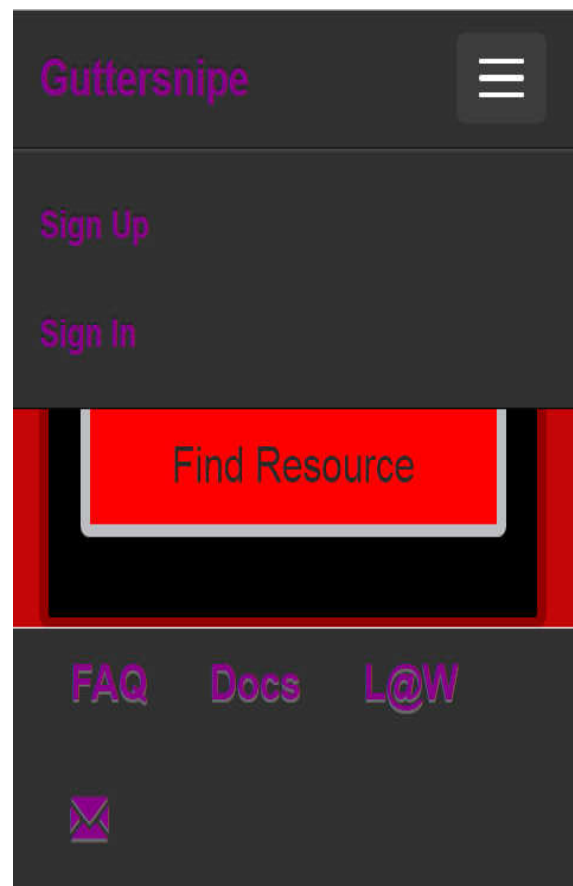 Guttersnipe
Sign Up
Sign In
Find Resource
FAQ Docs L@W